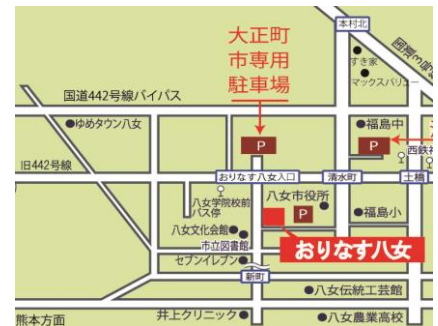 本村北
国道3号
大正町
市専用
駐車場
すき家
マックスバリュー
国道442号線バイパス
ゆめタウン八女
P
福島中
P
西鉄
旧442号線
おりなす八女入口
清水町
土橋
八女学院校前
バス停
八女市役所
P
福島小
八女文化会館
市立図書館
おりなす八女
セブンイレブン
新町
八女伝統工芸館
熊本方面
井上クリニック
八女農業高校